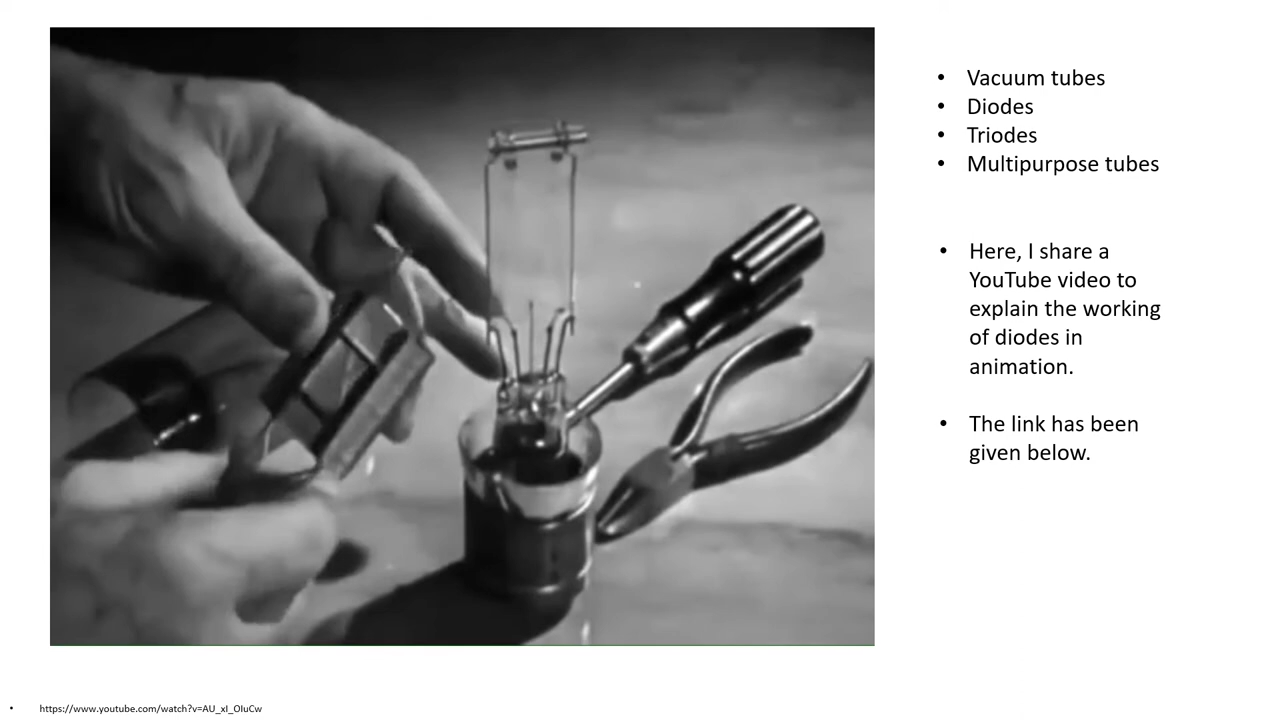 • Vacuum tubes
• Diodes
• Triodes
• Multipurpose tubes
• Here, I share a
YouTube video to
explain the working
of diodes in
animation.
• The link has been
given below.
• https://www.youtube.com/watch?v=AU_xI_OIuCw